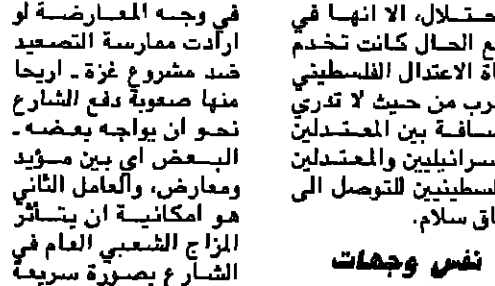 في وجه المعارضة لو
ارادت ممارسة التصعيد
ضد مشروع غزة ـ اريحا
منها صعوبة دفع الشارع
نحو ان يواجه بعضه ـ
البعض اي بين مؤيد
ومعارض، والعامل الثاني
هو امكانية ان يتأثر
المزاج الشعبي العام في
الشارع بصورة سريعة
حتلال، الا انها في
ع الحال كانت تخدم
اة الاعتدال الفلسطيني
رب من حيث لا تدري
سافة بين المعتدلين
سرائيليين والمعتدلين
لسطينيين للتوصل الى
اق سلام.
نفس وجهات